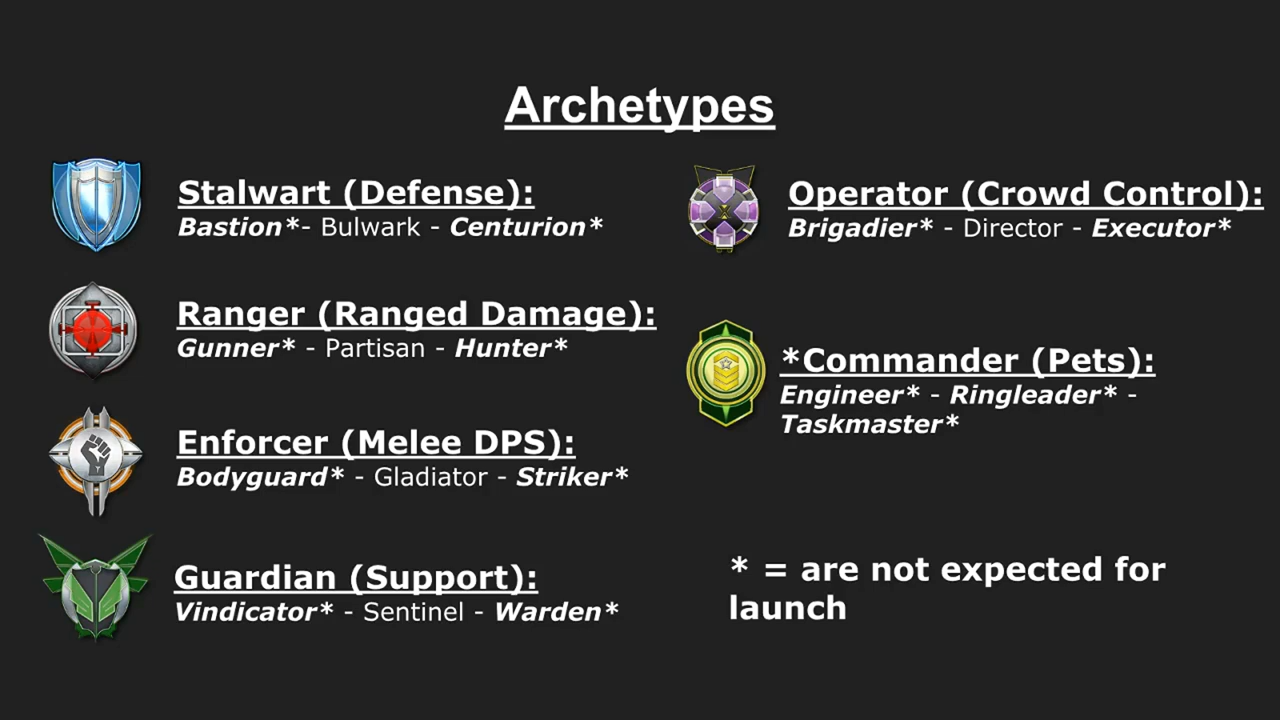 Archetypes
Stalwart (Defense):
Bastion*- Bulwark - Centurion*
Ranger (Ranged Damage):
Gunner* - Partisan - Hunter*
Enforcer (Melee DPS):
Bodyguard* - Gladiator - Striker*
Guardian (Support):
Vindicator* - Sentinel - Warden*
Operator (Crowd Control):
Brigadier* - Director - Executor*
*Commander (Pets):
Engineer* - Ringleader* -
Taskmaster*
* = are not expected for
launch